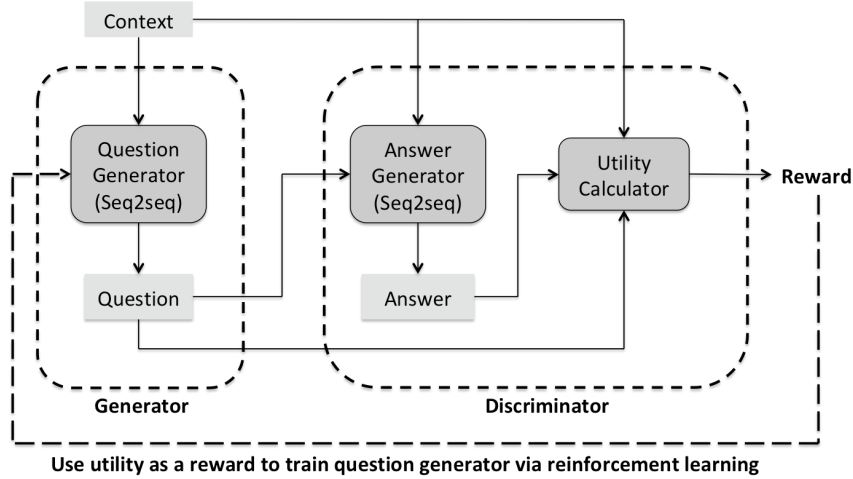 Context
Question
Generator
(Seq2seq)
Answer
Generator
(Seq2seq)
Utility
Calculator
Reward
Question
Answer
Generator
Discriminator
Use utility as a reward to train question generator via reinforcement learning